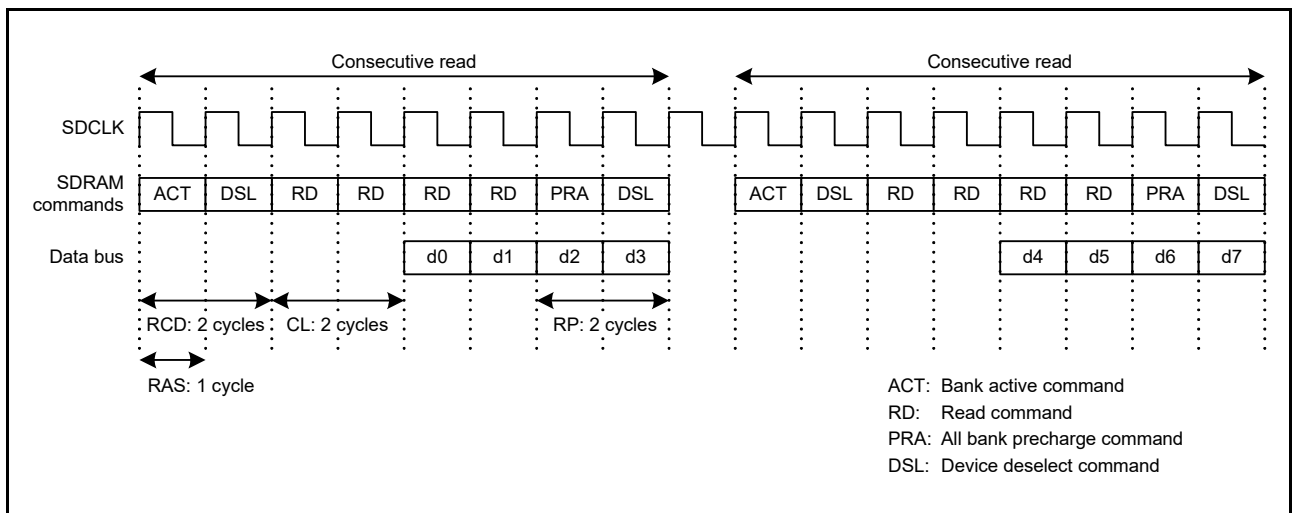 Consecutive read Consecutive read
SDCLK
SDRAM commands ACT DSL RD RD RD RD PRA DSL ACT DSL RD RD RD RD PRA DSL
Data bus d0 d1 d2 d3 d4 d5 d6 d7
RCD: 2 cycles CL: 2 cycles RP: 2 cycles
RAS: 1 cycle
ACT: Bank active command
RD: Read command
PRA: All bank precharge command
DSL: Device deselect command